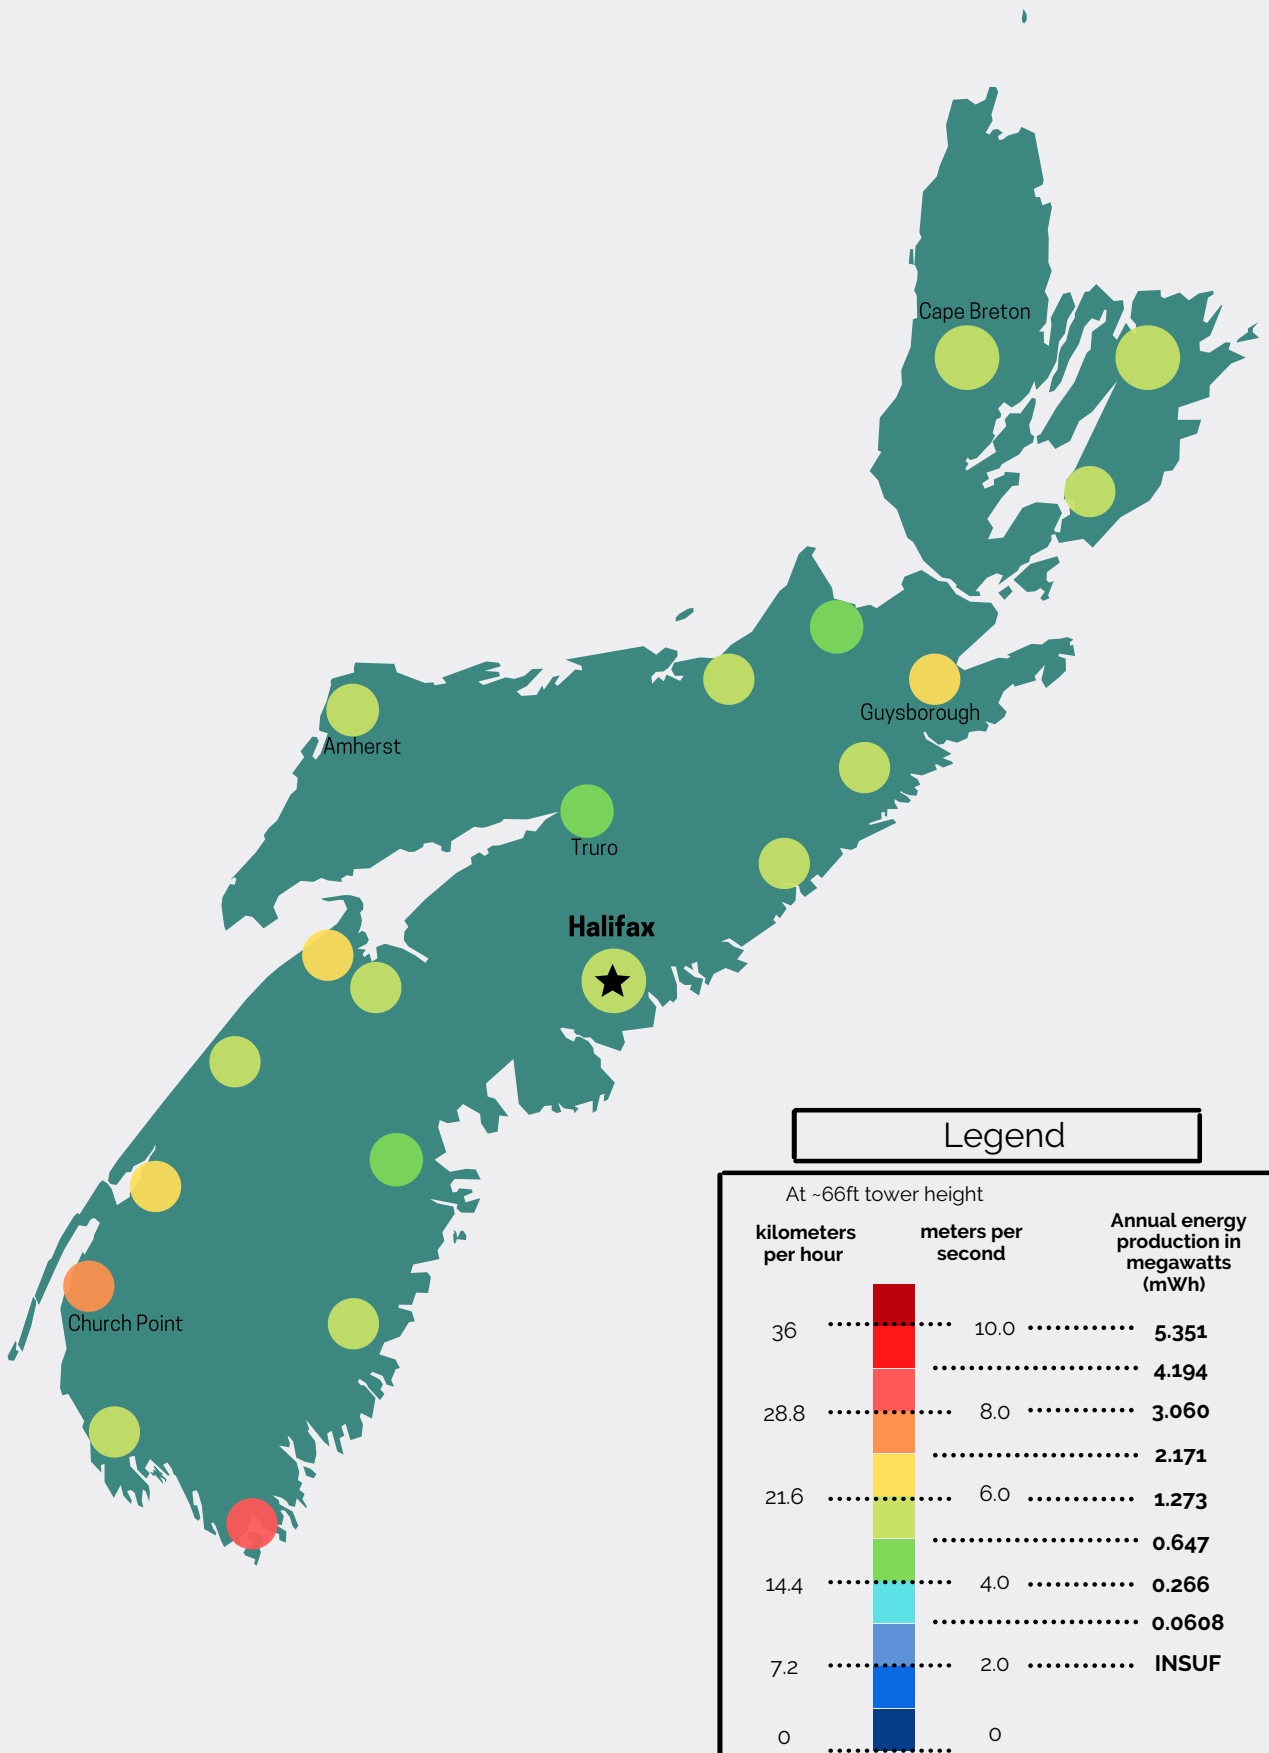 Cape Breton
Guysborough
Amherst
Truro
Halifax
Church Point
Legend
At ~66ft tower height
kilometers
per hour
meters per
second
Annual energy
production in
megawatts
(mWh)
36
10.0
5.351
4.194
28.8
8.0
3.060
2.171
21.6
6.0
1.273
0.647
14.4
4.0
0.266
0.0608
7.2
2.0
INSUF
0
0